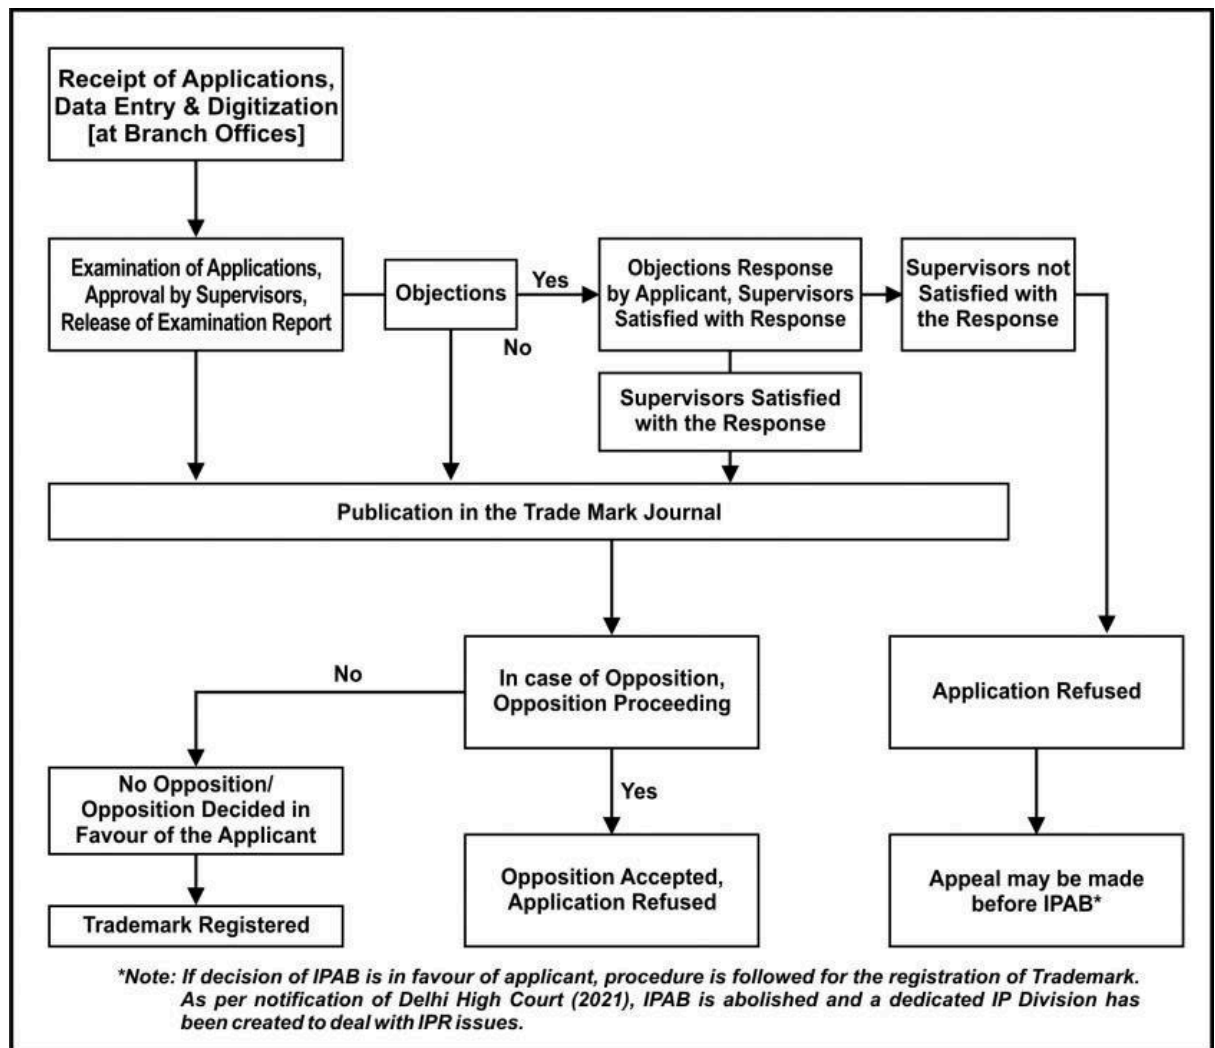 Receipt of Applications,
Data Entry & Digitization
[at Branch Offices]
Examination of Applications,
Approval by Supervisors,
Release of Examination Report
Objections
Yes
No
Objections Response
by Applicant, Supervisors
Satisfied with Response
Supervisors not
Satisfied with
the Response
Supervisors Satisfied
with the Response
Publication in the Trade Mark Journal
No
In case of Opposition,
Opposition Proceeding
Application Refused
No Opposition/
Opposition Decided in
Favour of the Applicant
Yes
Opposition Accepted,
Application Refused
Appeal may be made
before IPAB*
Trademark Registered
*Note: If decision of IPAB is in favour of applicant, procedure is followed for the registration of Trademark.
As per notification of Delhi High Court (2021), IPAB is abolished and a dedicated IP Division has
been created to deal with IPR issues.